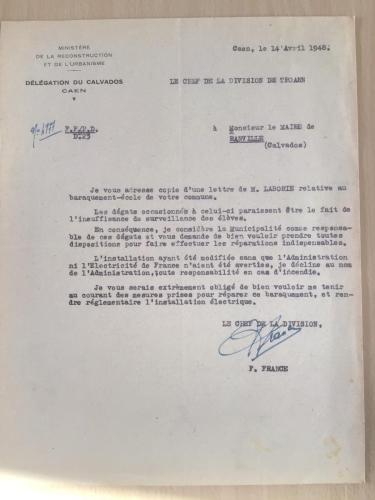 MINISTÈRE
DE LA RECONSTRUCTION
ET DE L'URBANISME
DÉLÉGATION DU CALVADOS
CAEN
Caen, le 14 Avril 1948.
LE CHEF DE LA DIVISION DE TROARN
F.F./P.D.
D.23
à Monsieur le MAIRE de
RANVILLE
(Calvados)
Je vous adresse copie d'une lettre de M. LABORIE relative au
baraquement-école de votre commune.
Les dégats occasionnés à celui-ci paraissent être le fait de
l'insuffisance de surveillance des élèves.
En conséquence, je considère la Municipalité comme responsa-
ble de ces dégats et vous demande de bien vouloir prendre toutes
dispositions pour faire effectuer les réparations indispensables.
L'installation ayant été modifiée sans que l'Administration
ni l'Electricité de France n'aient été averties, je décline au nom
de l'Administration,toute responsabilité en cas d'incendie.
Je vous serais extrêmement obligé de bien vouloir me tenir
au courant des mesures prises pour réparer ce baraquement, et ren-
dre réglementaire l'installation électrique.
LE CHEF DE LA DIVISION,
F. FRANCE